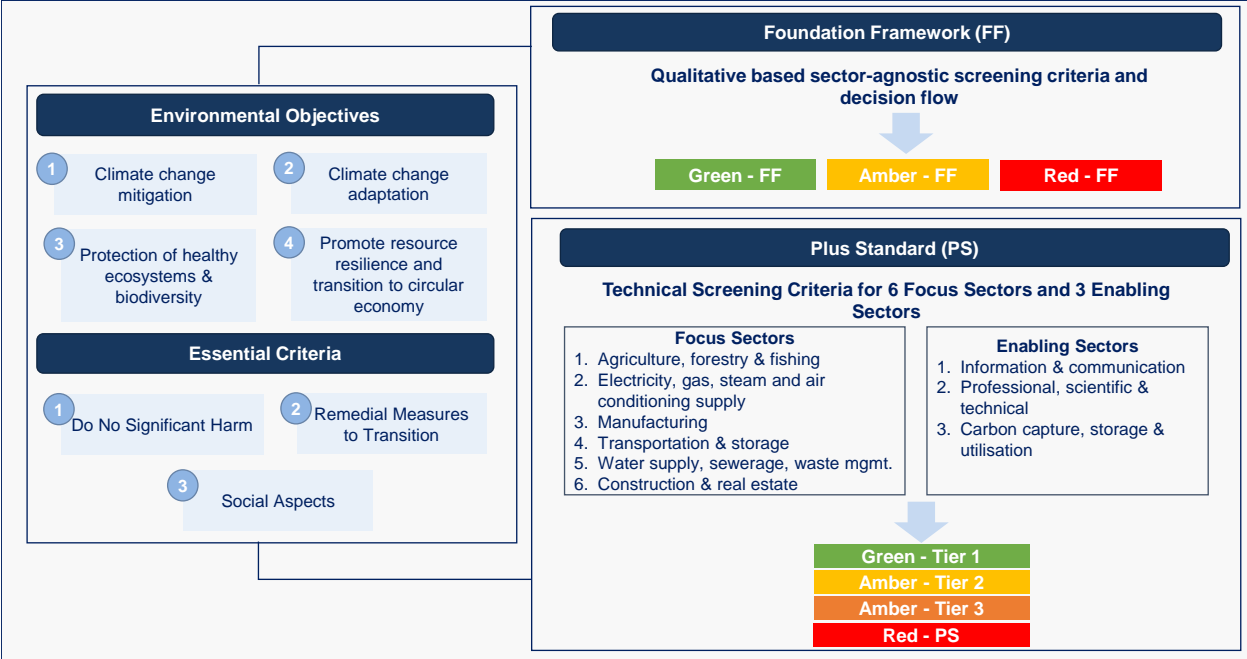 Environmental Objectives
1
Climate change
mitigation
2
Climate change
adaptation
3
Protection of healthy
ecosystems &
biodiversity
4
Promote resource
resilience and
transition to circular
economy
Essential Criteria
1
Do No Significant Harm
2
Remedial Measures
to Transition
3
Social Aspects
Foundation Framework (FF)
Qualitative based sector-agnostic screening criteria and
decision flow
Green - FF
Amber - FF
Red - FF
Plus Standard (PS)
Technical Screening Criteria for 6 Focus Sectors and 3 Enabling
Sectors
Focus Sectors
1. Agriculture, forestry & fishing
2. Electricity, gas, steam and air
conditioning supply
3. Manufacturing
4. Transportation & storage
5. Water supply, sewerage, waste mgmt.
6. Construction & real estate
Enabling Sectors
1. Information & communication
2. Professional, scientific &
technical
3. Carbon capture, storage &
utilisation
Green - Tier 1
Amber - Tier 2
Amber - Tier 3
Red - PS